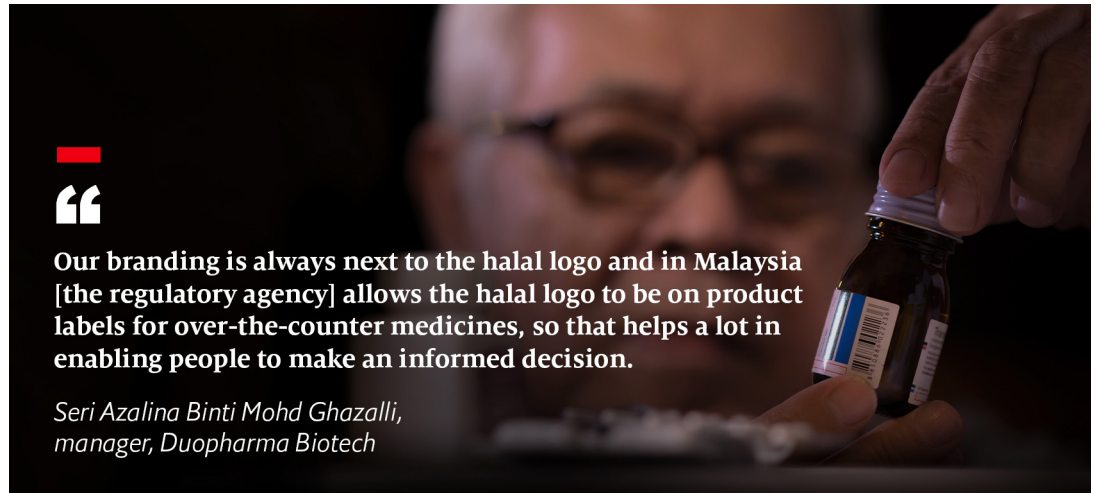 “
Our branding is always next to the halal logo and in Malaysia
[the regulatory agency] allows the halal logo to be on product
labels for over-the-counter medicines, so that helps a lot in
enabling people to make an informed decision.
Seri Azalina Binti Mohd Ghazalli,
manager, Duopharma Biotech